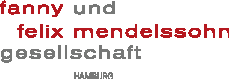 fanny und
felix mendelssohn
gesellschaft
HAMBURG